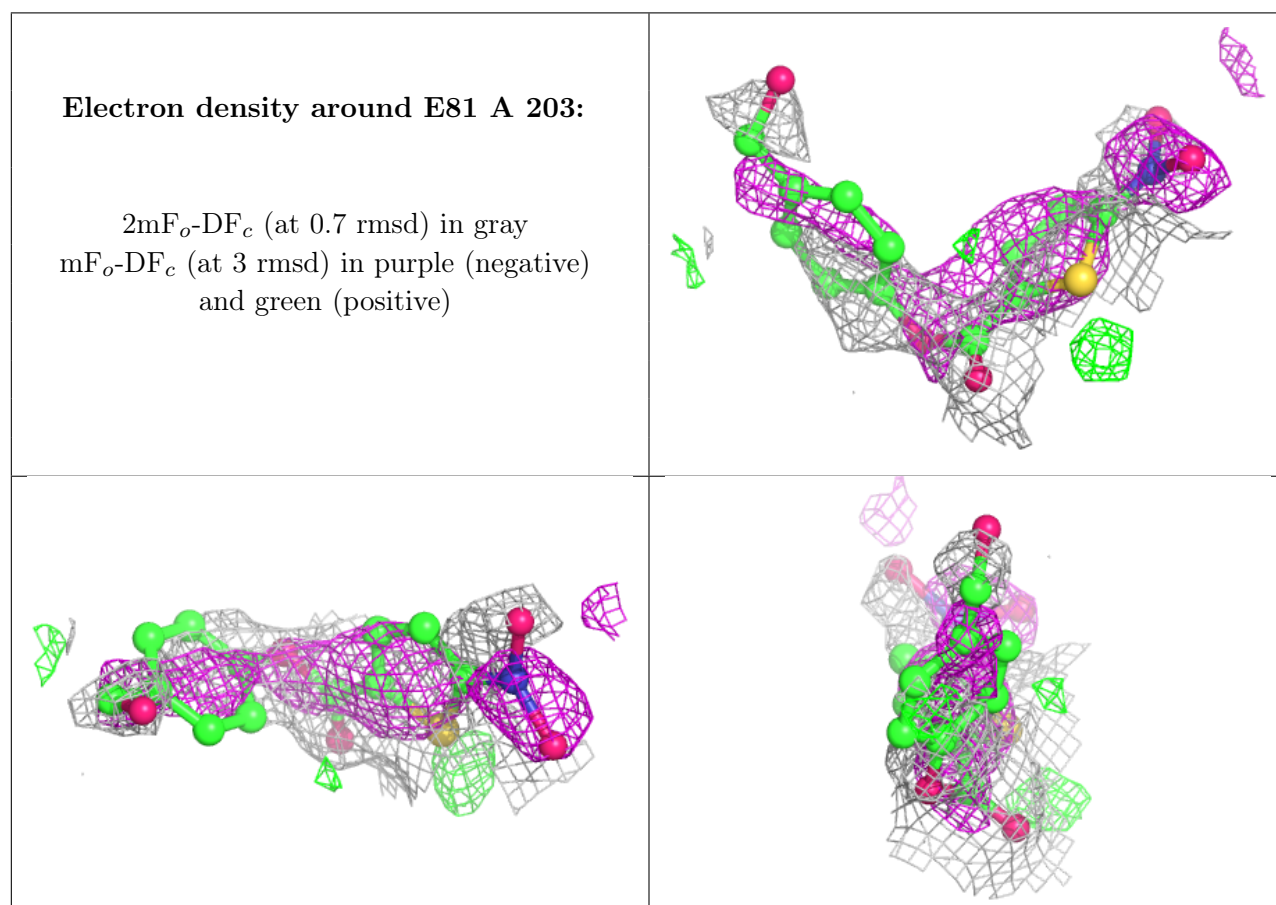 Electron density around E81 A 203:
2mFo-DFc (at 0.7 rmsd) in gray
mFo-DFc (at 3 rmsd) in purple (negative)
and green (positive)